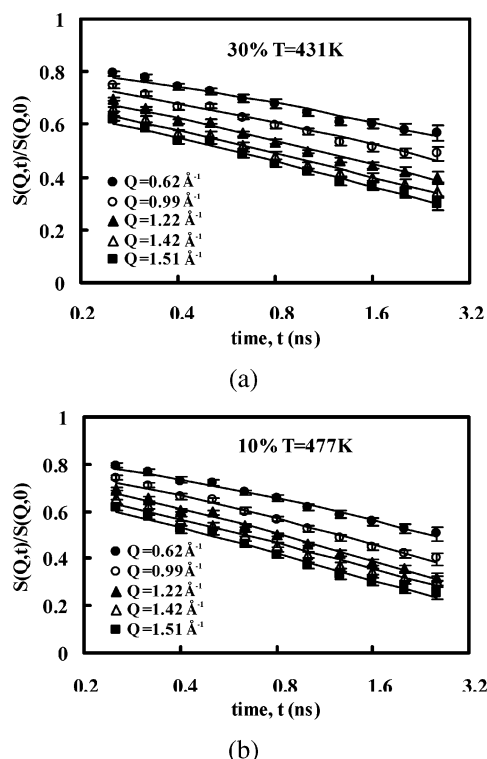 1
0.8
0.6
0.4
0.2
0
S(Q,t)/S(Q,0)
30% T=431K
Q=0.62 Å⁻¹
Q=0.99 Å⁻¹
Q=1.22 Å⁻¹
Q=1.42 Å⁻¹
Q=1.51 Å⁻¹
0.2 0.4 0.8 1.6 3.2
time, t (ns)
(a)
1
0.8
0.6
0.4
0.2
0
S(Q,t)/S(Q,0)
10% T=477K
Q=0.62 Å⁻¹
Q=0.99 Å⁻¹
Q=1.22 Å⁻¹
Q=1.42 Å⁻¹
Q=1.51 Å⁻¹
0.2 0.4 0.8 1.6 3.2
time, t (ns)
(b)